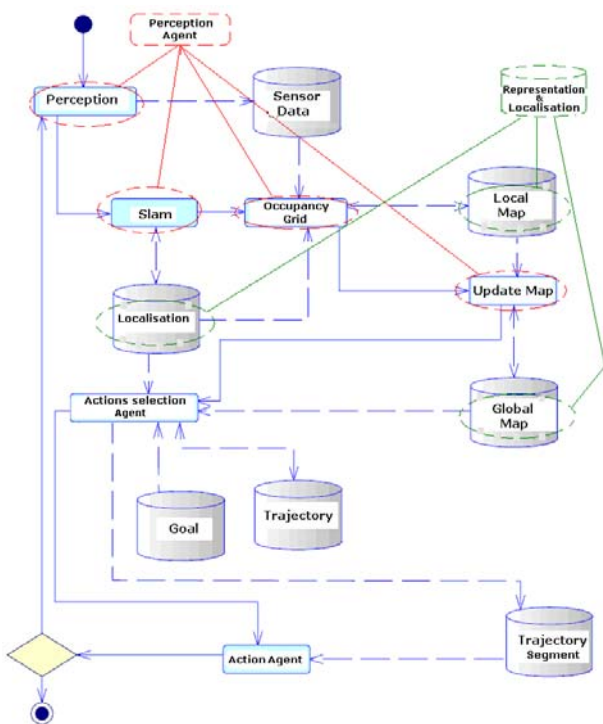 Perception
Agent
Perception
Sensor
Data
Representation
&
Localisation
Slam
Occupancy
Grid
Local
Map
Update Map
Localisation
Actions selection
Agent
Global
Map
Goal
Trajectory
Action Agent
Trajectory
Segment